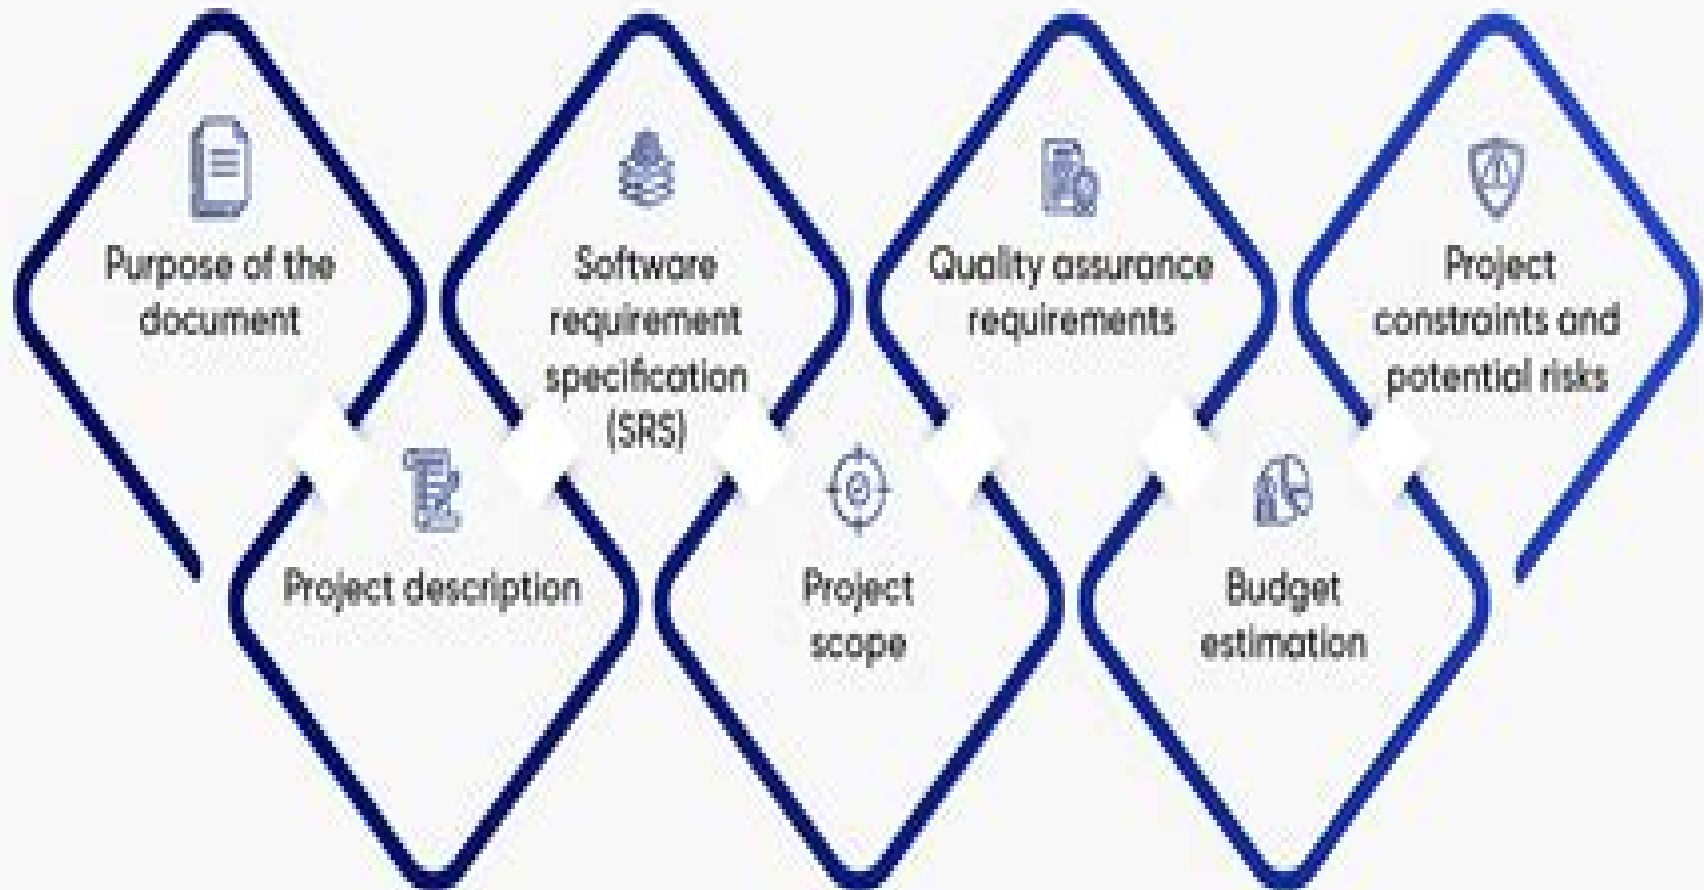 Purpose of the
document
Project description
Software
requirement
specification
(SRS)
Project
scope
Quality assurance
requirements
Budget
estimation
Project
constraints and
potential risks